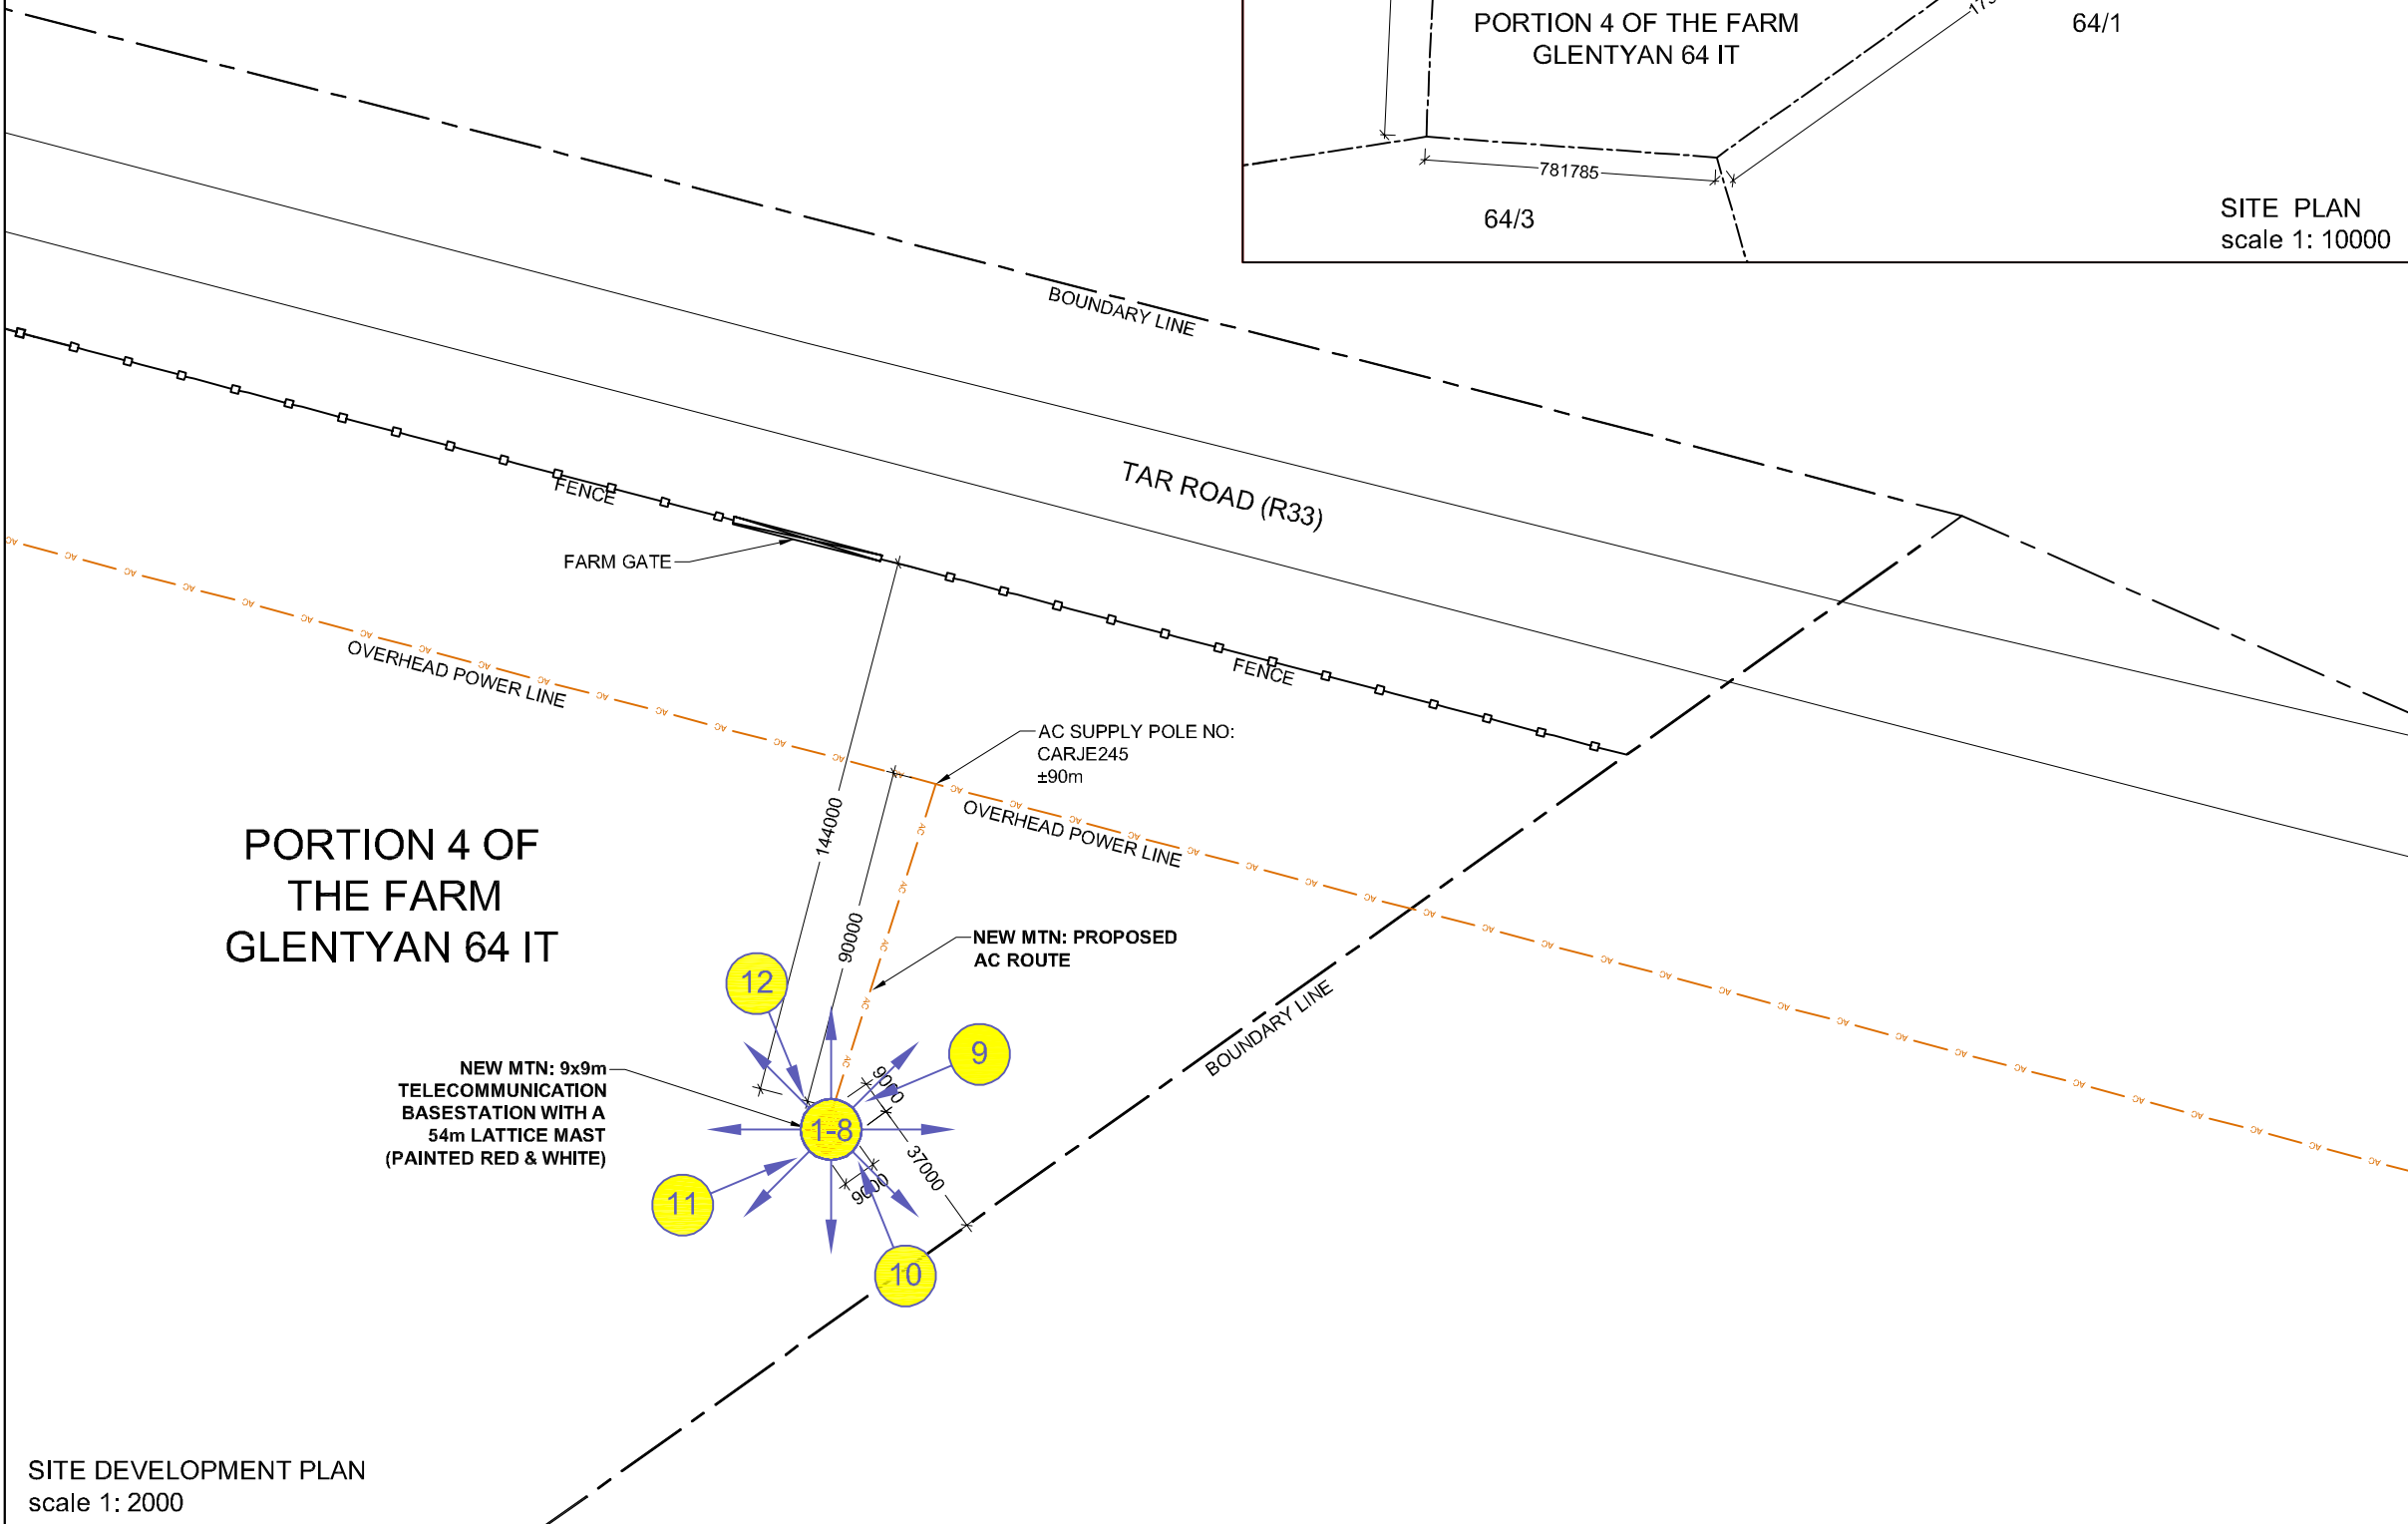 PORTION 4 OF THE FARM
GLENTYAN 64 IT
64/1
781785
64/3
SITE PLAN
scale 1: 10000
BOUNDARY LINE
TAR ROAD (R33)
FENCE
FARM GATE
OVERHEAD POWER LINE
FENCE
AC SUPPLY POLE NO:
CARJE245
±90m
OVERHEAD POWER LINE
144000
90000
PORTION 4 OF
THE FARM
GLENTYAN 64 IT
NEW MTN: PROPOSED
AC ROUTE
12
9
BOUNDARY LINE
NEW MTN: 9x9m
TELECOMMUNICATION
BASESTATION WITH A
54m LATTICE MAST
(PAINTED RED & WHITE)
9000
1-8
37000
9000
11
10
AC
SITE DEVELOPMENT PLAN
scale 1: 2000